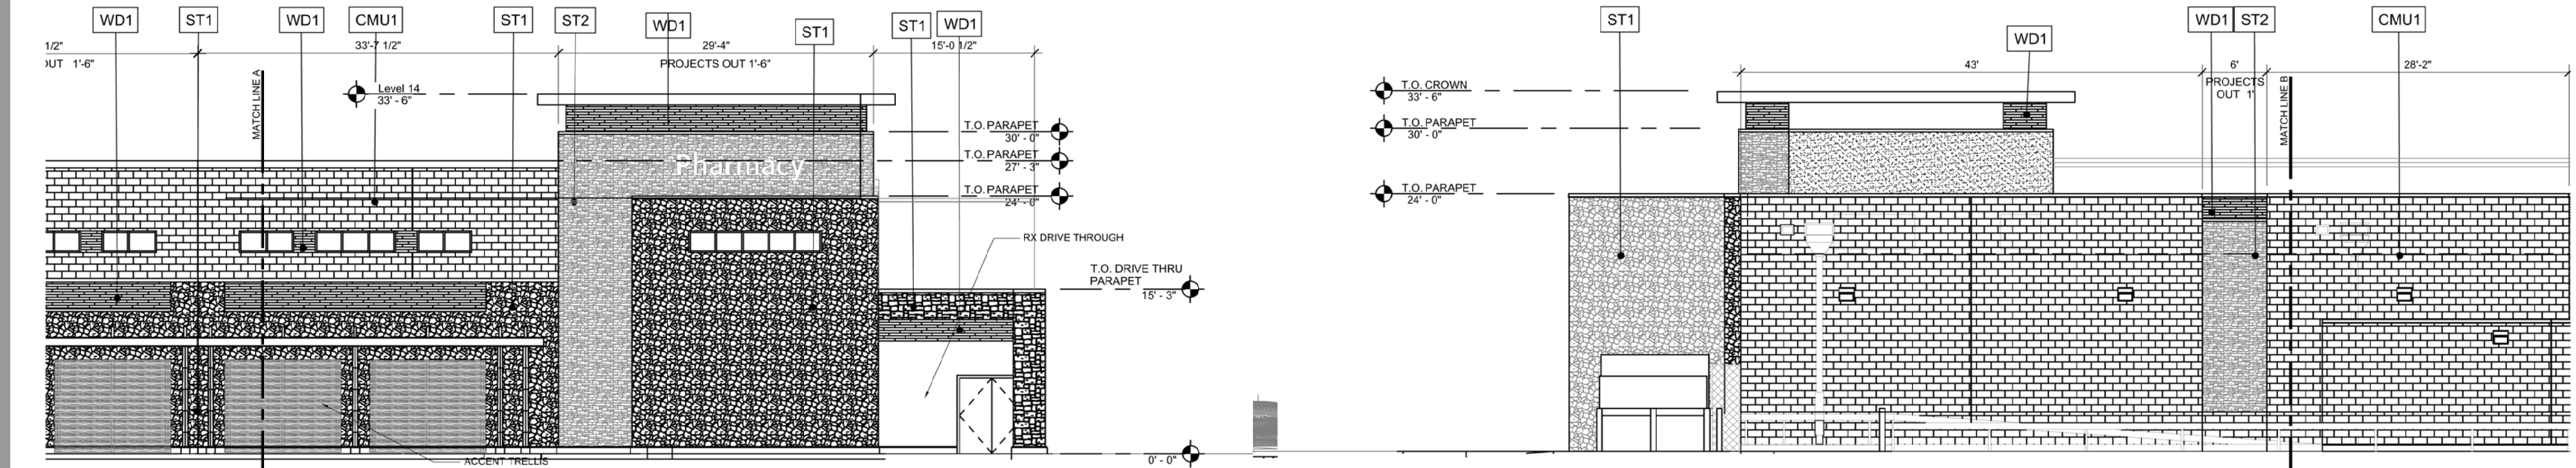 WD1 ST1 WD1 CMU1 ST1 ST2 WD1 ST1 ST1 WD1
1/2" 33'-7 1/2" 29'-4" 15'-0 1/2"
OUT 1'-6" PROJECTS OUT 1'-6"
MATCH LINE A
Level 14
33' - 6"
T.O. PARAPET
30' - 0"
Pharmacy
T.O. PARAPET
27' - 3"
T.O. PARAPET
24' - 6"
RX DRIVE THROUGH
T.O. DRIVE THRU
PARAPET
15' - 3"
ACCENT TRELLIS
0' - 0"
ST1 WD1 WD1 ST2 CMU1
43' 6' 28'-2"
PROJECTS
OUT 1'
MATCH LINE B
T.O. CROWN
33' - 6"
T.O. PARAPET
30' - 0"
T.O. PARAPET
24' - 0"